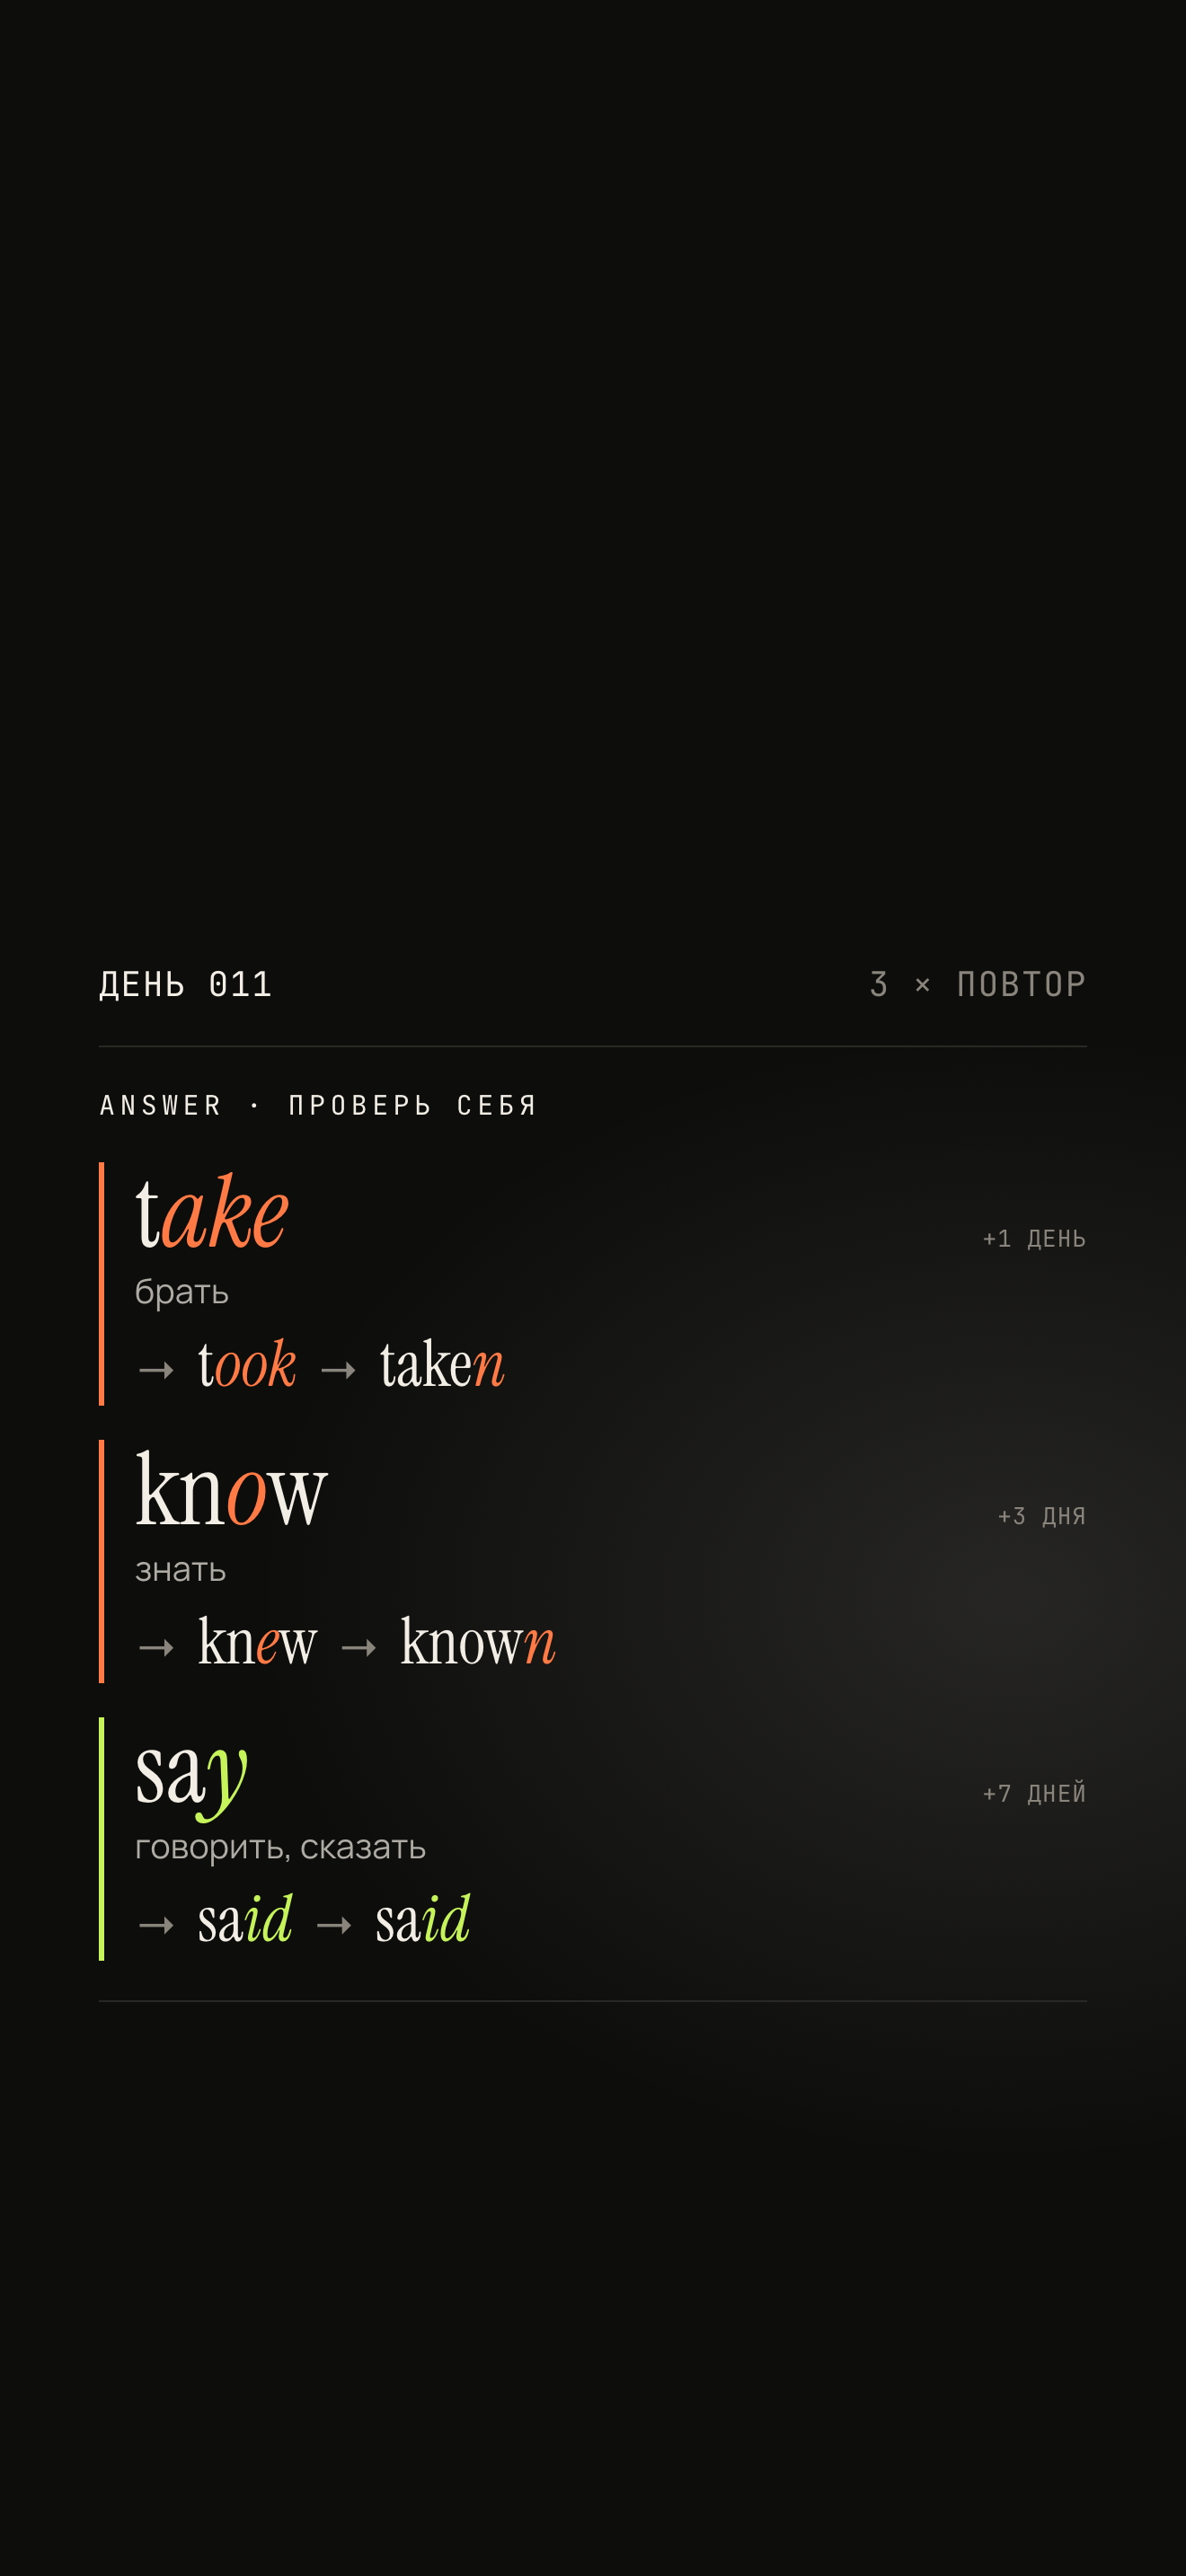 ДЕНЬ 011 3 × ПОВТОР
ANSWER · ПРОВЕРЬ СЕБЯ
take
+1 ДЕНЬ
брать
→ took → taken
know
+3 ДНЯ
знать
→ knew → known
say
+7 ДНЕЙ
говорить, сказать
→ said → said